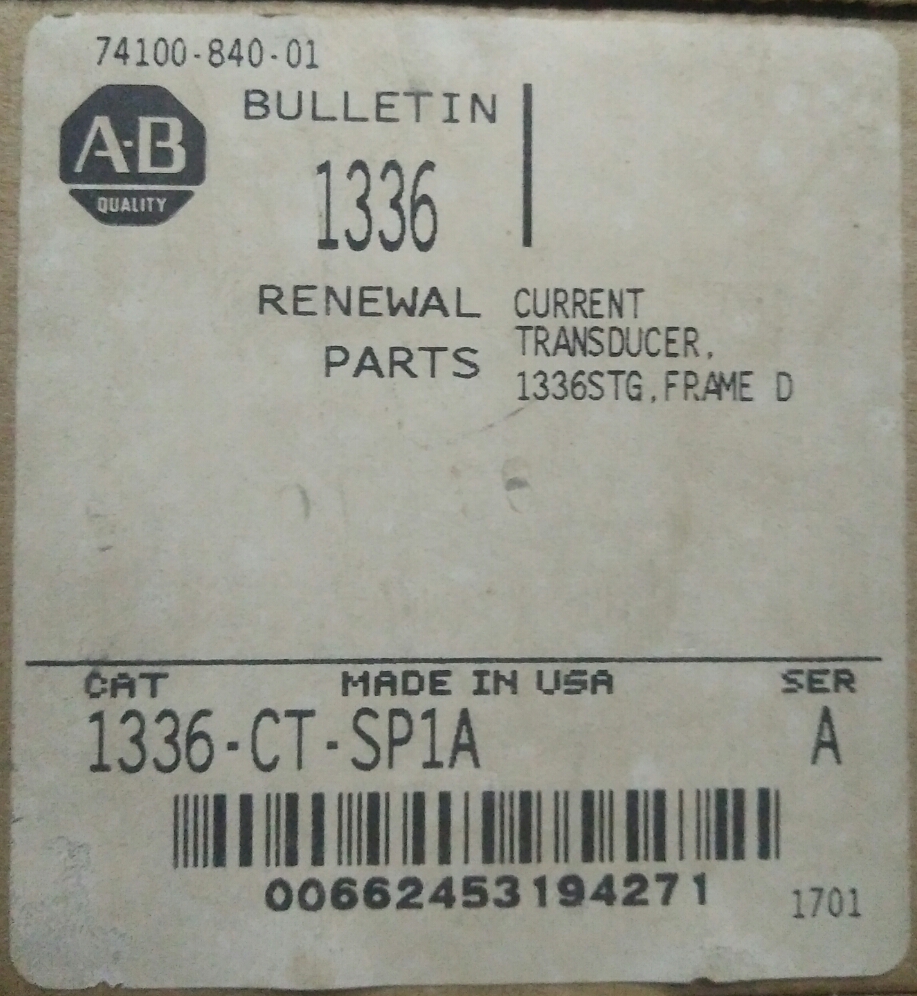 74100-840-01
A-B
QUALITY
BULLETIN
1336
RENEWAL
PARTS
CURRENT
TRANSDUCER,
1336STG,FRAME D
CAT MADE IN USA SER
1336-CT-SP1A A
00662453194271
1701